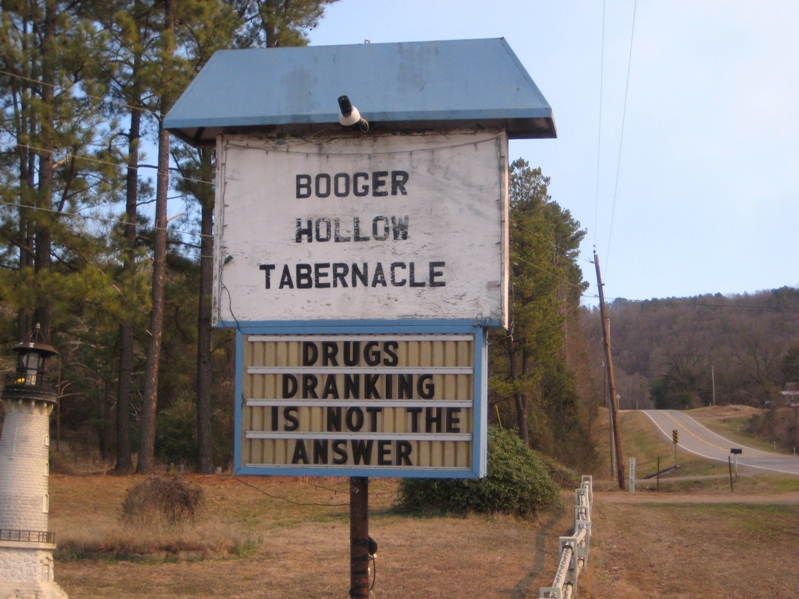 BOOGER
HOLLOW
TABERNACLE
DRUGS
DRANKING
IS NOT THE
ANSWER